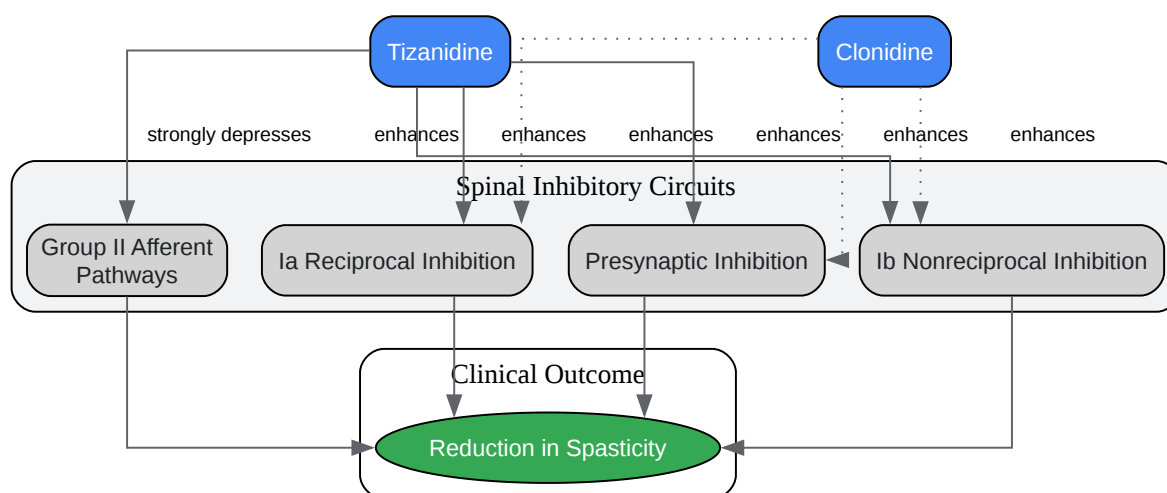 Tizanidine
Clonidine
strongly depresses
enhances
enhances
enhances
enhances
enhances
enhances
Spinal Inhibitory Circuits
Group II Afferent
Pathways
Ia Reciprocal Inhibition
Presynaptic Inhibition
Ib Nonreciprocal Inhibition
Clinical Outcome
Reduction in Spasticity